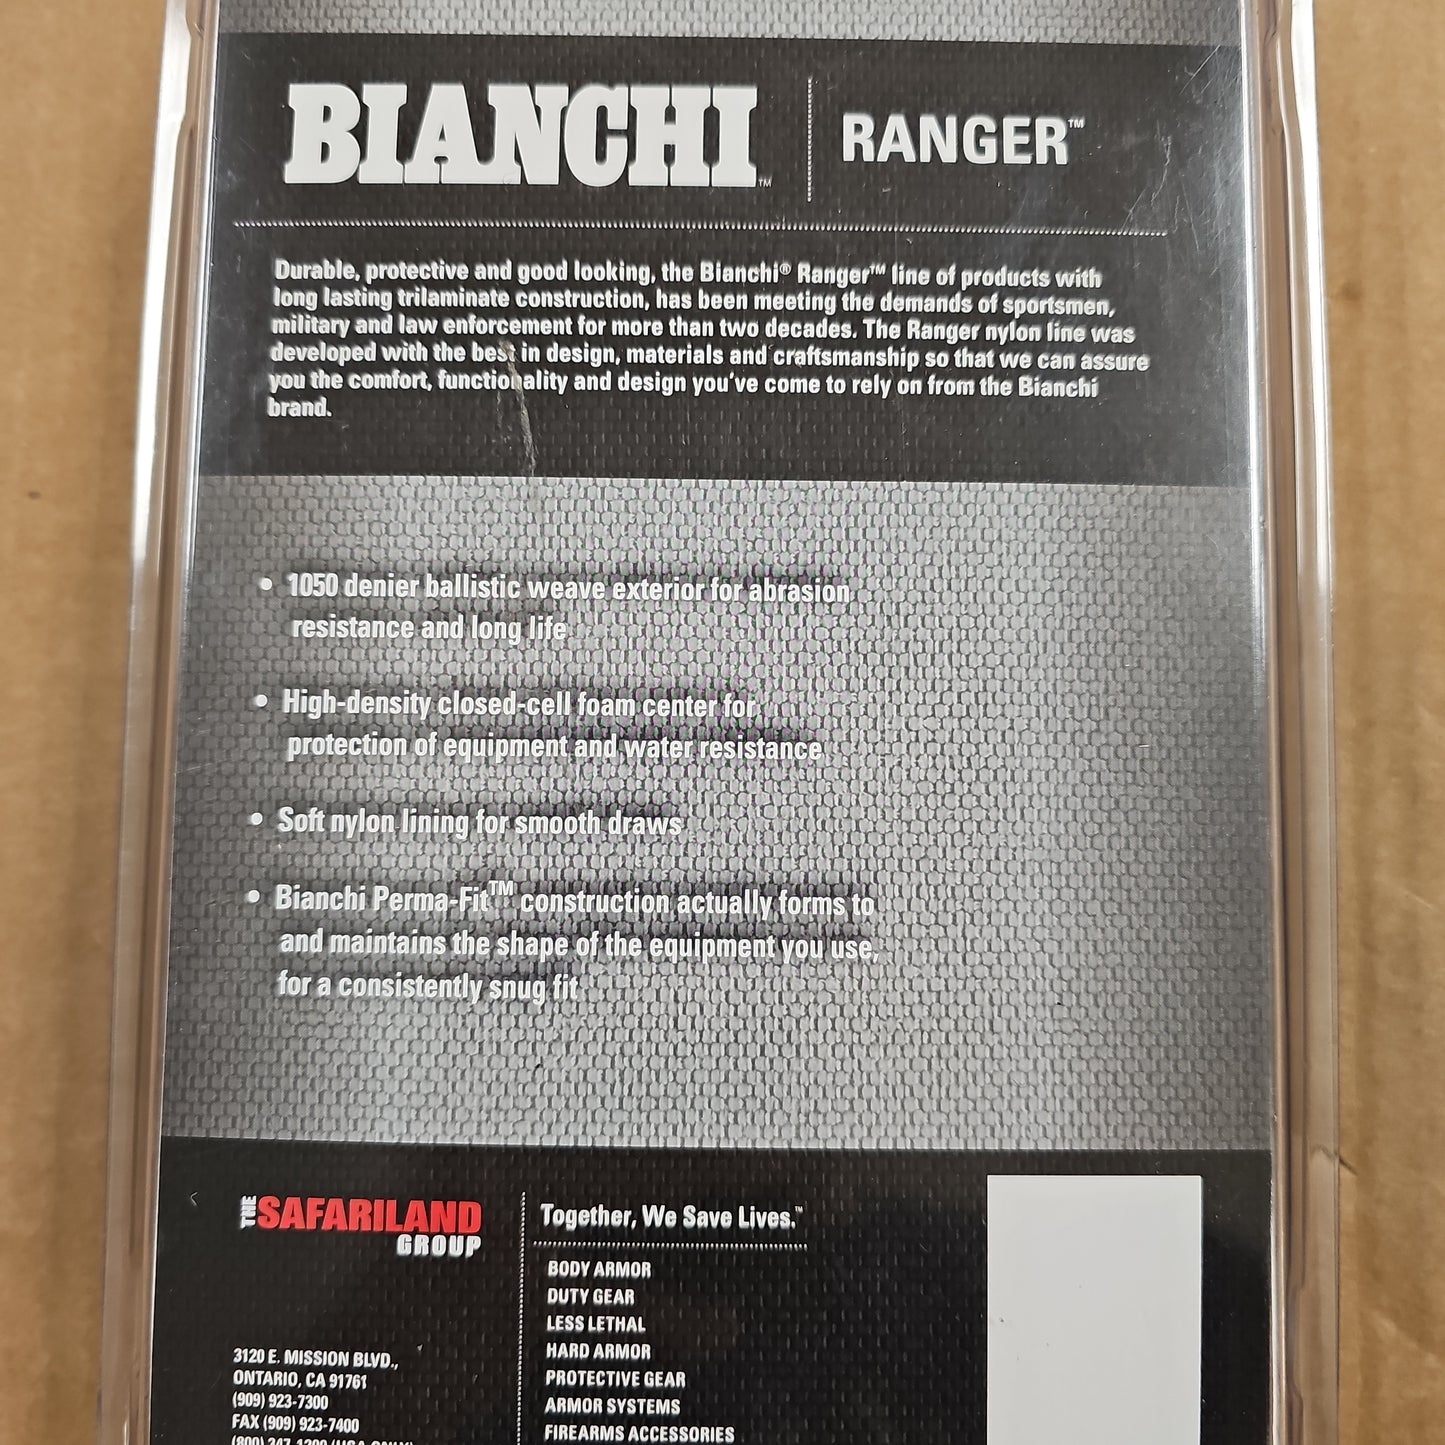 BIANCHI™ RANGER™
Durable, protective and good looking, the Bianchi® Ranger™ line of products with
long lasting trilaminate construction, has been meeting the demands of sportsmen,
military and law enforcement for more than two decades. The Ranger nylon line was
developed with the best in design, materials and craftsmanship so that we can assure
you the comfort, functionality and design you've come to rely on from the Bianchi
brand.
• 1050 denier ballistic weave exterior for abrasion
resistance and long life
• High-density closed-cell foam center for
protection of equipment and water resistance
• Soft nylon lining for smooth draws
• Bianchi Perma-Fit™ construction actually forms to
and maintains the shape of the equipment you use,
for a consistently snug fit
THE SAFARILAND
GROUP
3120 E. MISSION BLVD.,
ONTARIO, CA 91761
(909) 923-7300
FAX (909) 923-7400
(800) 347-1200 (USA ONLY)
Together, We Save Lives.™
BODY ARMOR
DUTY GEAR
LESS LETHAL
HARD ARMOR
PROTECTIVE GEAR
ARMOR SYSTEMS
FIREARMS ACCESSORIES